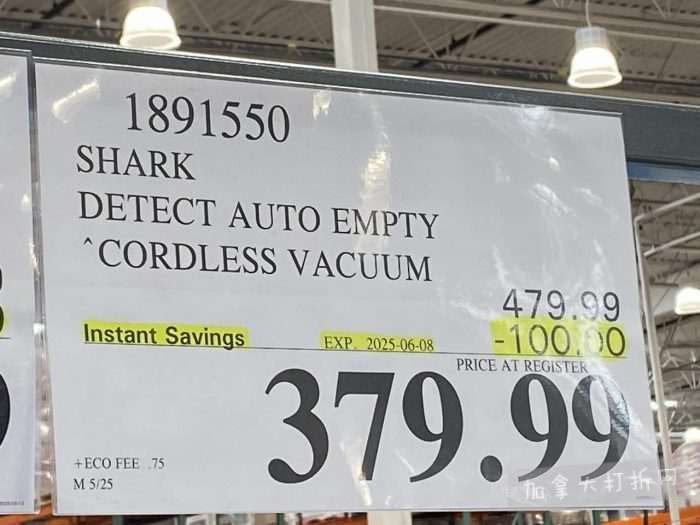 1891550
SHARK
DETECT AUTO EMPTY
^CORDLESS VACUUM
479.99
Instant Savings EXP. 2025-06-08 -100.00
PRICE AT REGISTER
379.99
+ECO FEE .75
M 5/25
加拿大打折网